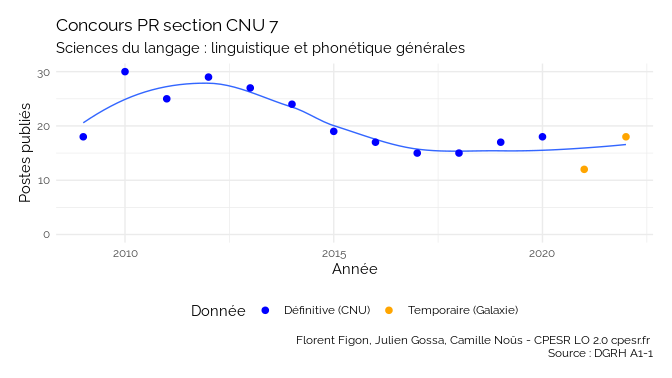 Concours PR section CNU 7
Sciences du langage : linguistique et phonétique générales
Postes publiés
30
20
10
0
2010
2015
2020
Année
Donnée
Définitive (CNU)
Temporaire (Galaxie)
Florent Figon, Julien Gossa, Camille Noûs - CPESR LO 2.0 cpesr.fr
Source : DGRH A1-1